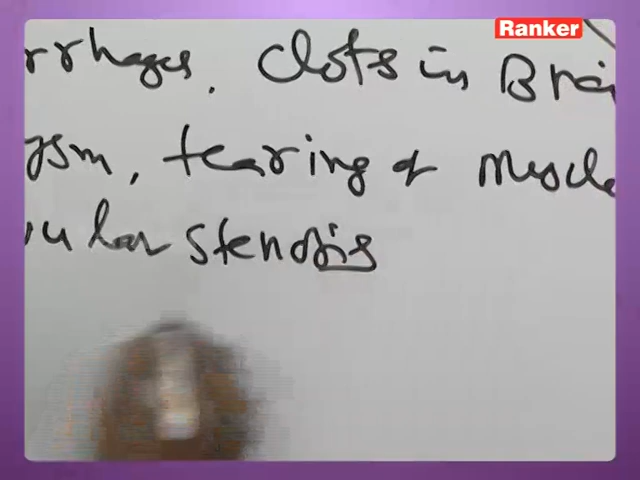 Ranker
rrhages. Clots in Brai
ysm, tearing of muscle
ular stenosis